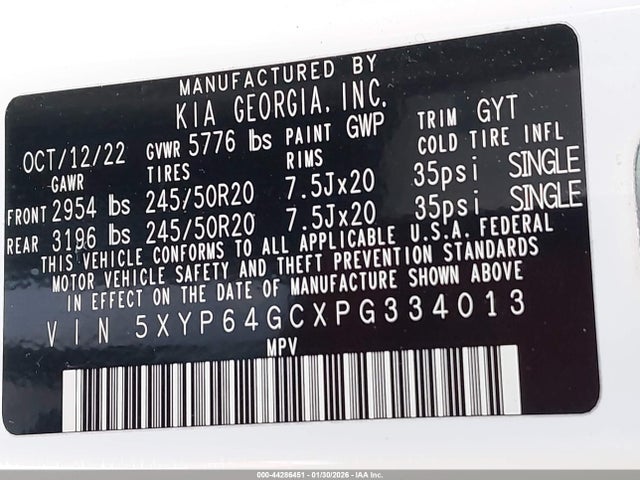 MANUFACTURED BY
KIA GEORGIA, INC.
OCT/12/22 GVWR 5776 lbs PAINT GWP TRIM GYT
GAWR TIRES RIMS COLD TIRE INFL
FRONT 2954 lbs 245/50R20 7.5Jx20 35psi SINGLE
REAR 3196 lbs 245/50R20 7.5Jx20 35psi SINGLE
THIS VEHICLE CONFORMS TO ALL APPLICABLE U.S.A. FEDERAL
MOTOR VEHICLE SAFETY AND THEFT PREVENTION STANDARDS
IN EFFECT ON THE DATE OF MANUFACTURE SHOWN ABOVE
VIN 5XYP64GCXPG334013
MPV
000-44286451 - 01/30/2026 - IAA Inc.